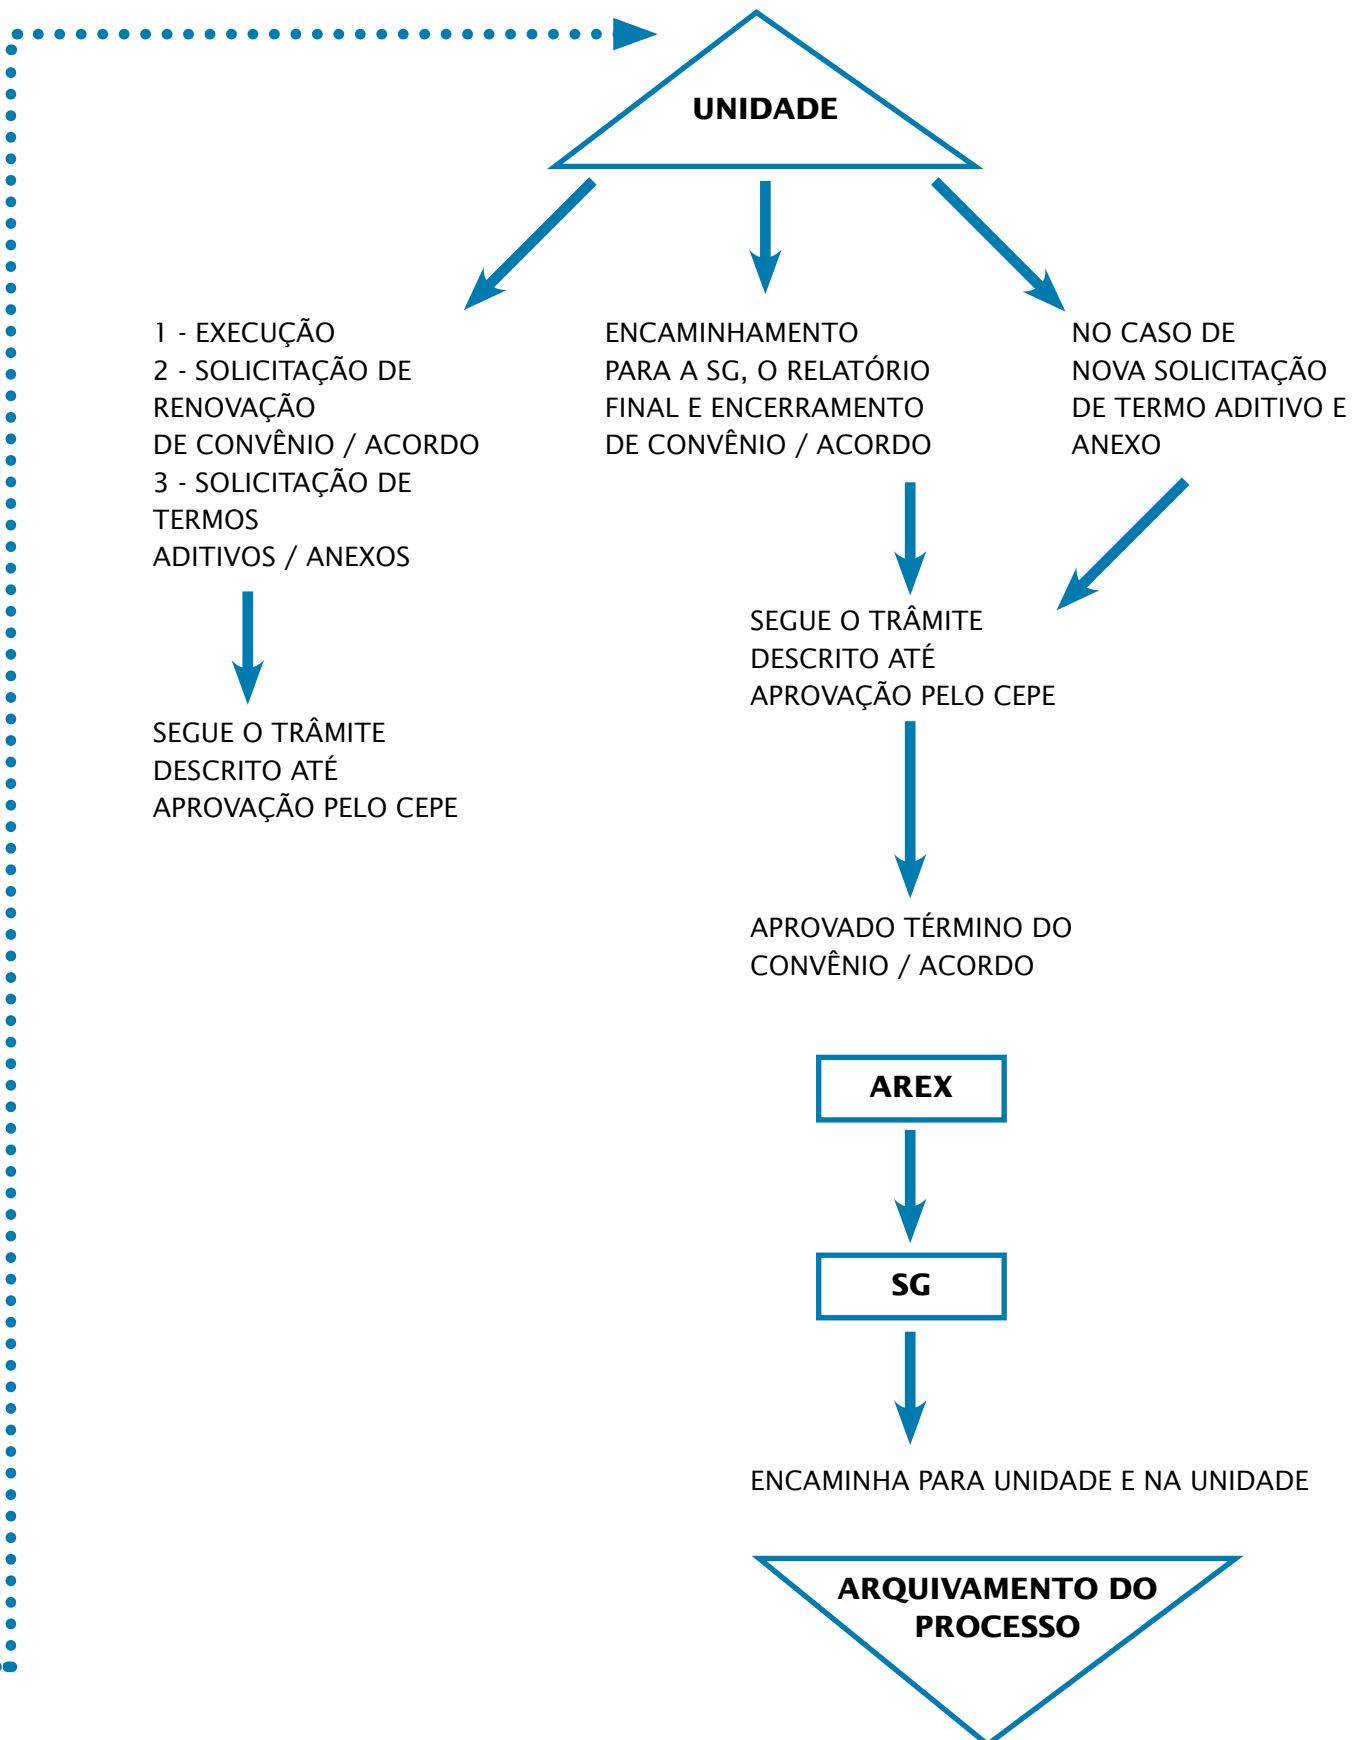 UNIDADE
1 - EXECUÇÃO
2 - SOLICITAÇÃO DE
RENOVAÇÃO
DE CONVÊNIO / ACORDO
3 - SOLICITAÇÃO DE
TERMOS
ADITIVOS / ANEXOS
SEGUE O TRÂMITE
DESCRITO ATÉ
APROVAÇÃO PELO CEPE
ENCAMINHAMENTO
PARA A SG, O RELATÓRIO
FINAL E ENCERRAMENTO
DE CONVÊNIO / ACORDO
NO CASO DE
NOVA SOLICITAÇÃO
DE TERMO ADITIVO E
ANEXO
SEGUE O TRÂMITE
DESCRITO ATÉ
APROVAÇÃO PELO CEPE
APROVADO TÉRMINO DO
CONVÊNIO / ACORDO
AREX
SG
ENCAMINHA PARA UNIDADE E NA UNIDADE
ARQUIVAMENTO DO
PROCESSO